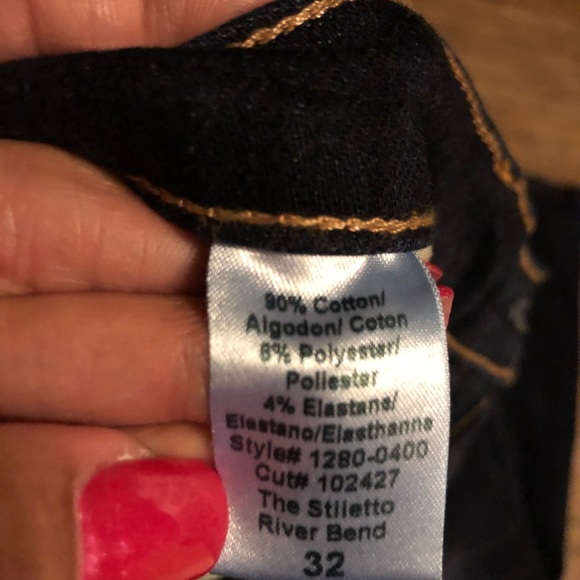 90% Cotton/
Algodon/ Coton
6% Polyester/
Poliester
4% Elastane/
Elastano/Elasthanne
Style# 1280-0400
Cut# 102427
The Stiletto
River Bend
32